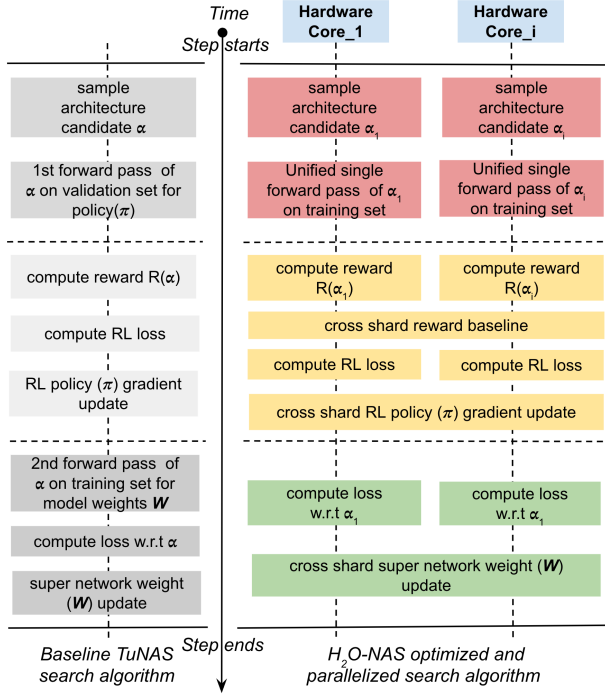 Time
Hardware
Core_1
Hardware
Core_i
Step starts
sample
architecture
candidate α
sample
architecture
candidate α₁
sample
architecture
candidate αᵢ
1st forward pass of
α on validation set for
policy(π)
Unified single
forward pass of α₁
on training set
Unified single
forward pass of αᵢ
on training set
compute reward R(α)
compute reward
R(α₁)
compute reward
R(αᵢ)
cross shard reward baseline
compute RL loss
compute RL loss
compute RL loss
RL policy (π) gradient
update
cross shard RL policy (π) gradient update
2nd forward pass of
α on training set for
model weights W
compute loss
w.r.t α₁
compute loss
w.r.t α₁
compute loss w.r.t α
cross shard super network weight (W)
update
super network weight
(W) update
Step ends
Baseline TuNAS
search algorithm
H₂O-NAS optimized and
parallelized search algorithm